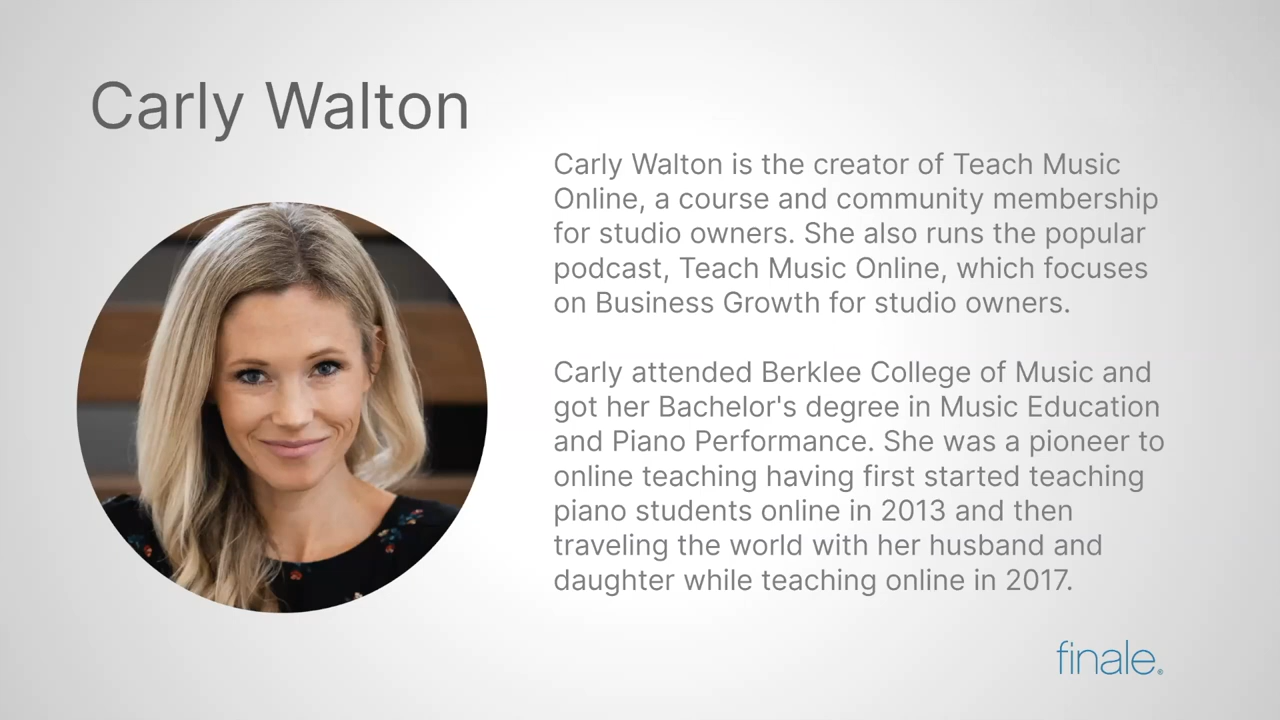 Carly Walton
Carly Walton is the creator of Teach Music
Online, a course and community membership
for studio owners. She also runs the popular
podcast, Teach Music Online, which focuses
on Business Growth for studio owners.
Carly attended Berklee College of Music and
got her Bachelor's degree in Music Education
and Piano Performance. She was a pioneer to
online teaching having first started teaching
piano students online in 2013 and then
traveling the world with her husband and
daughter while teaching online in 2017.
finale®